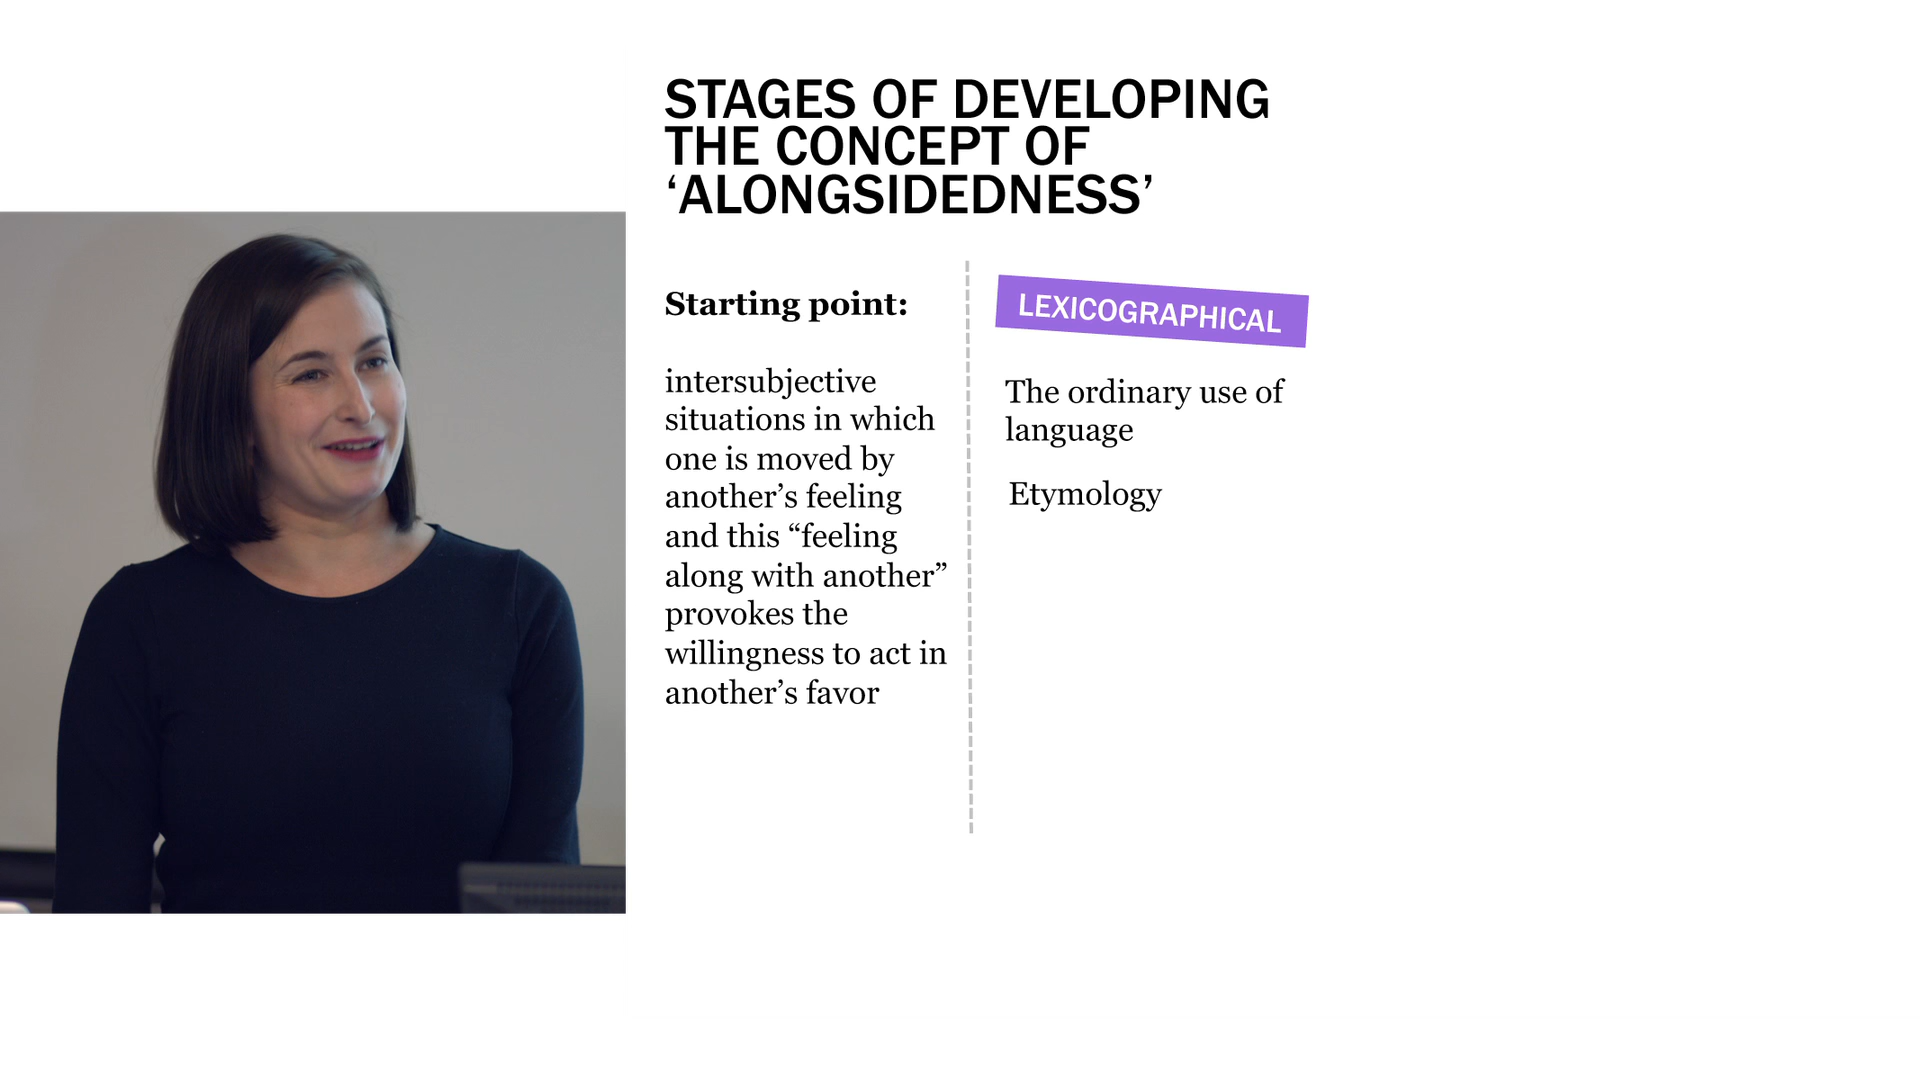 STAGES OF DEVELOPING
THE CONCEPT OF
‘ALONGSIDEDNESS’
Starting point:
intersubjective
situations in which
one is moved by
another’s feeling
and this “feeling
along with another”
provokes the
willingness to act in
another’s favor
LEXICOGRAPHICAL
The ordinary use of
language
Etymology